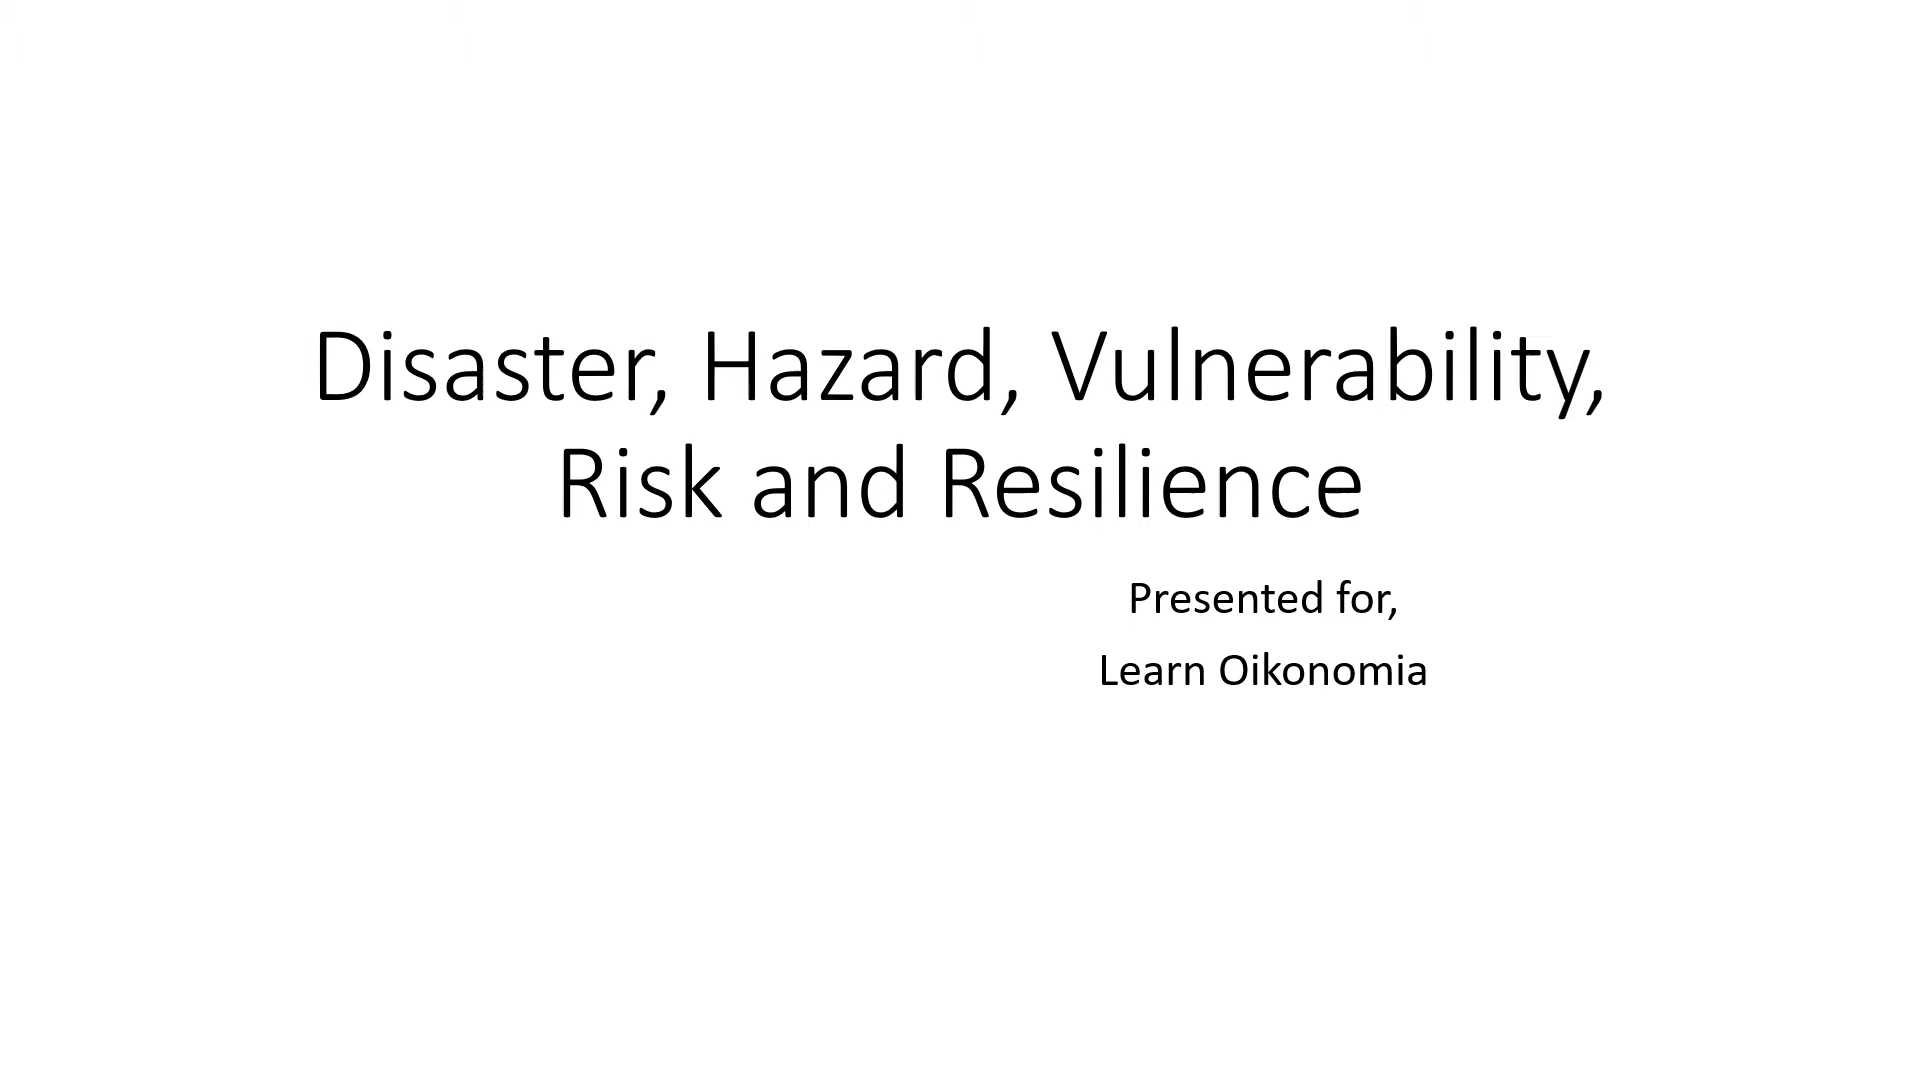 Disaster, Hazard, Vulnerability,
Risk and Resilience
Presented for,
Learn Oikonomia